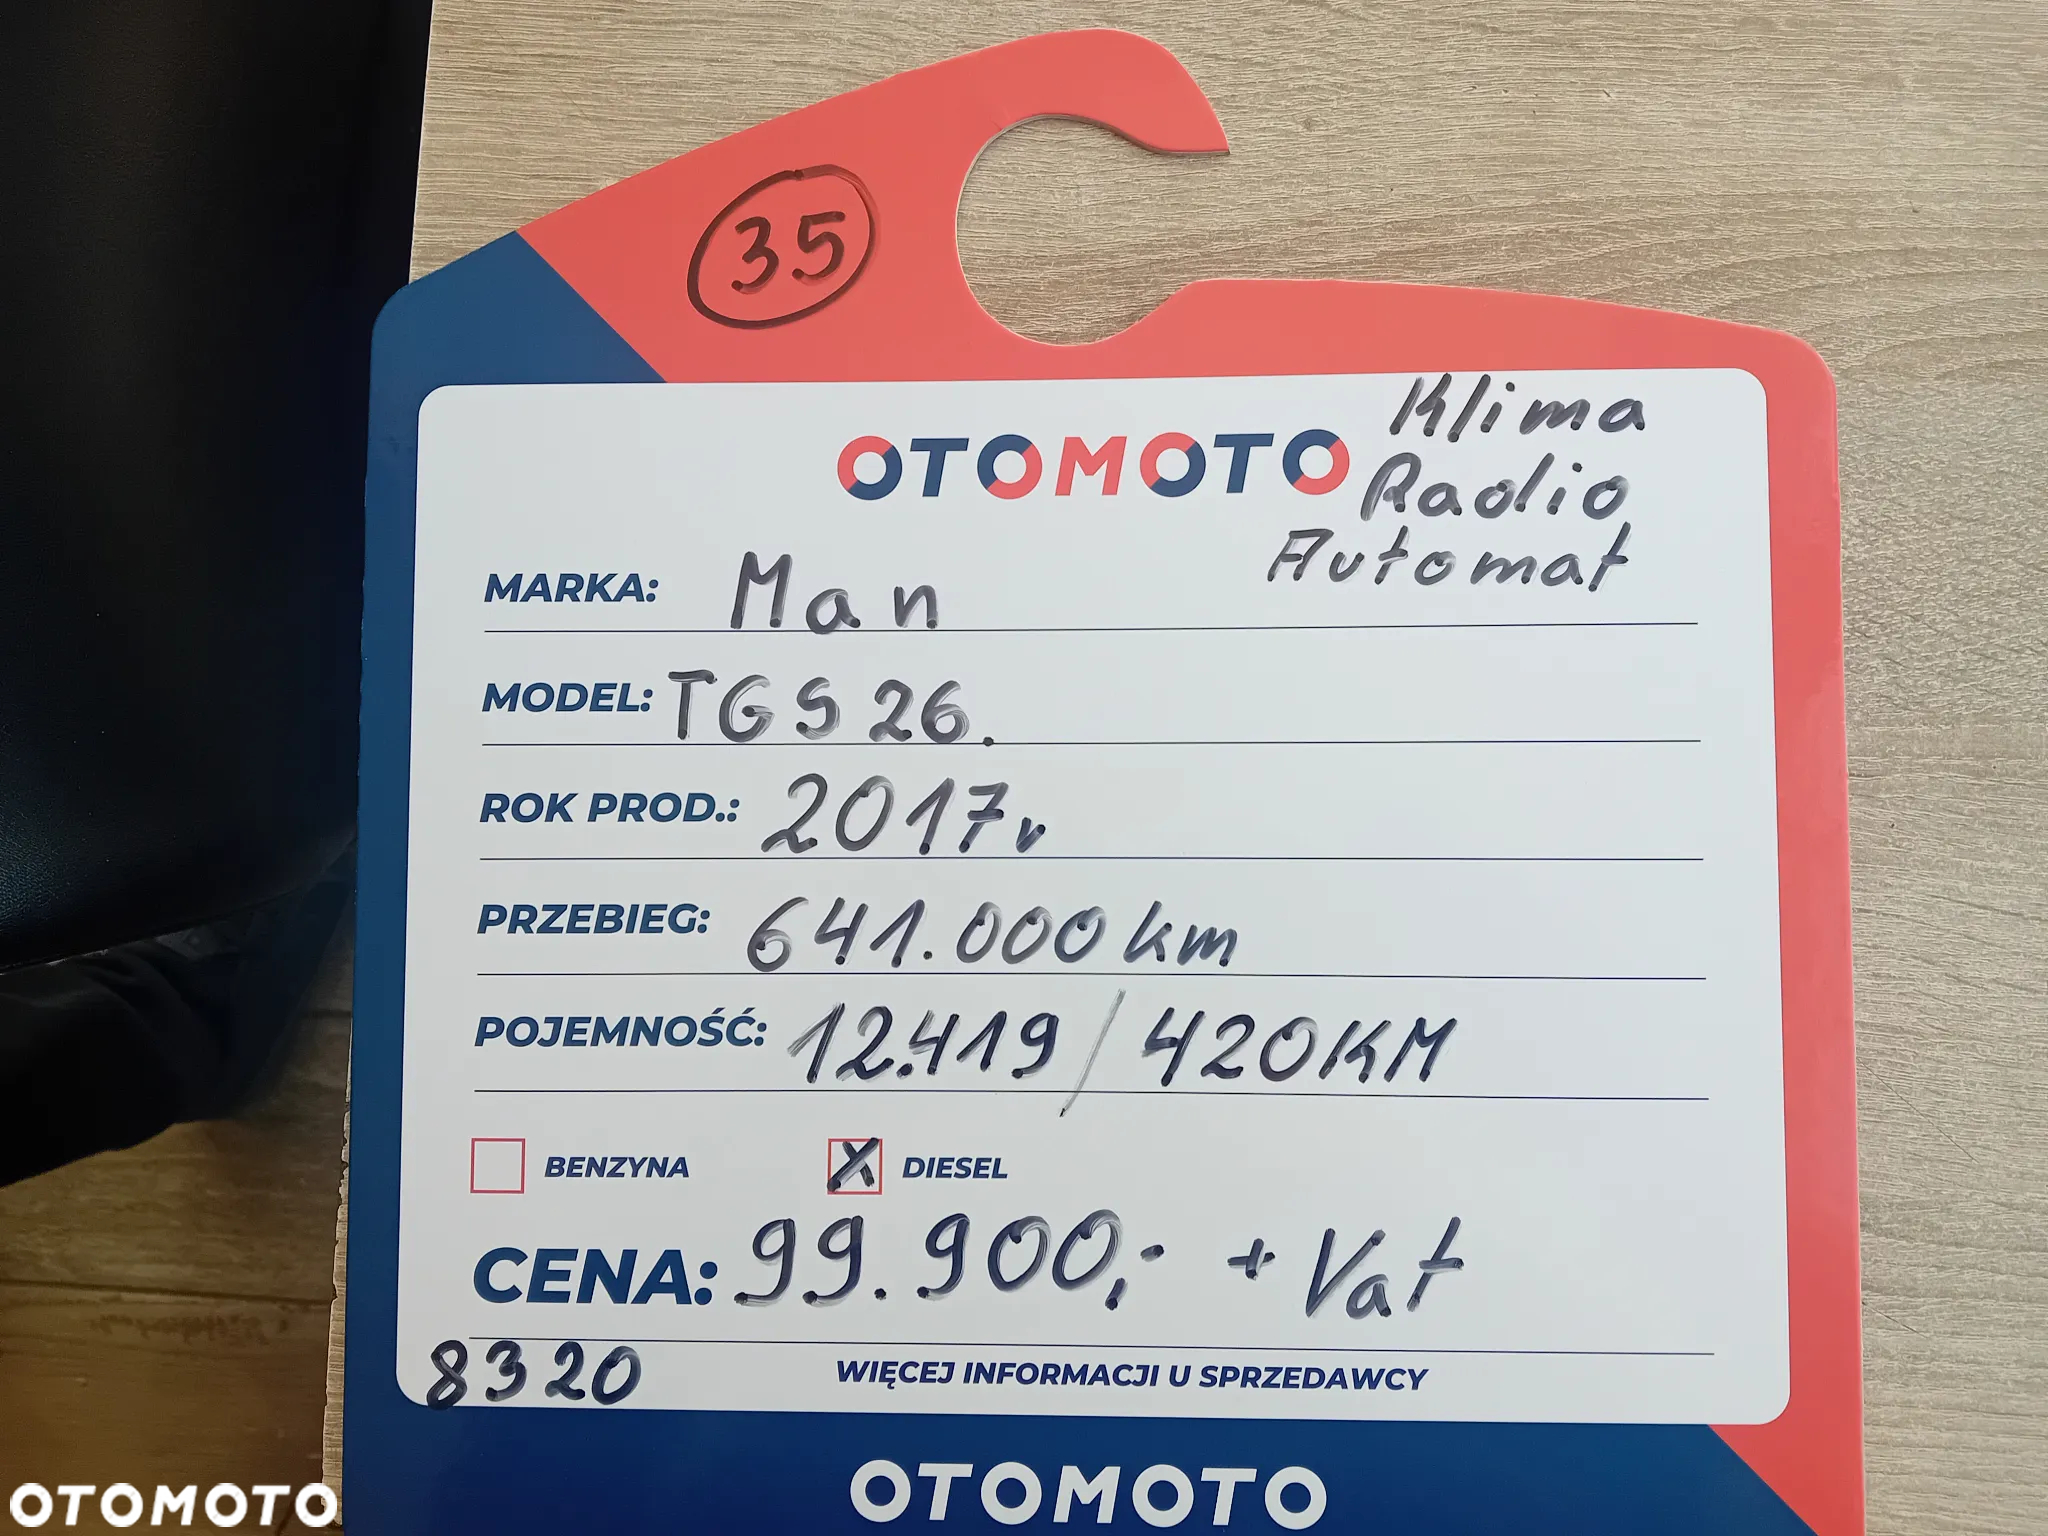 35
Klima
OTOMOTO Radio
Automat
MARKA: Man
MODEL: TGS 26.
ROK PROD.: 2017r
PRZEBIEG: 641.000 km
POJEMNOŚĆ: 12.419 / 420KM
BENZYNA X DIESEL
CENA: 99.900,- + Vat
8320 WIĘCEJ INFORMACJI U SPRZEDAWCY
OTOMOTO
OTOMOTO